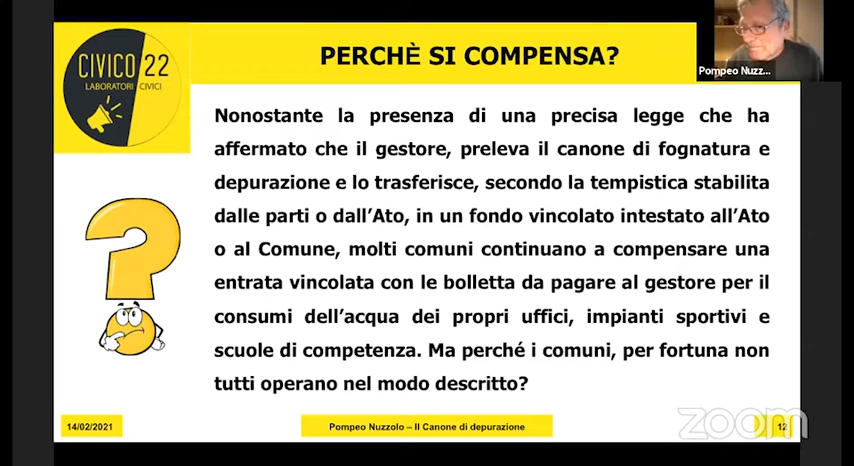 PERCHÈ SI COMPENSA?
Pompeo Nuzz...
CIVICO 22
LABORATORI CIVICI
Nonostante la presenza di una precisa legge che ha
affermato che il gestore, preleva il canone di fognatura e
depurazione e lo trasferisce, secondo la tempistica stabilita
dalle parti o dall'Ato, in un fondo vincolato intestato all'Ato
o al Comune, molti comuni continuano a compensare una
entrata vincolata con le bolletta da pagare al gestore per il
consumi dell'acqua dei propri uffici, impianti sportivi e
scuole di competenza. Ma perché i comuni, per fortuna non
tutti operano nel modo descritto?
14/02/2021
Pompeo Nuzzolo – Il Canone di depurazione
zoom
12